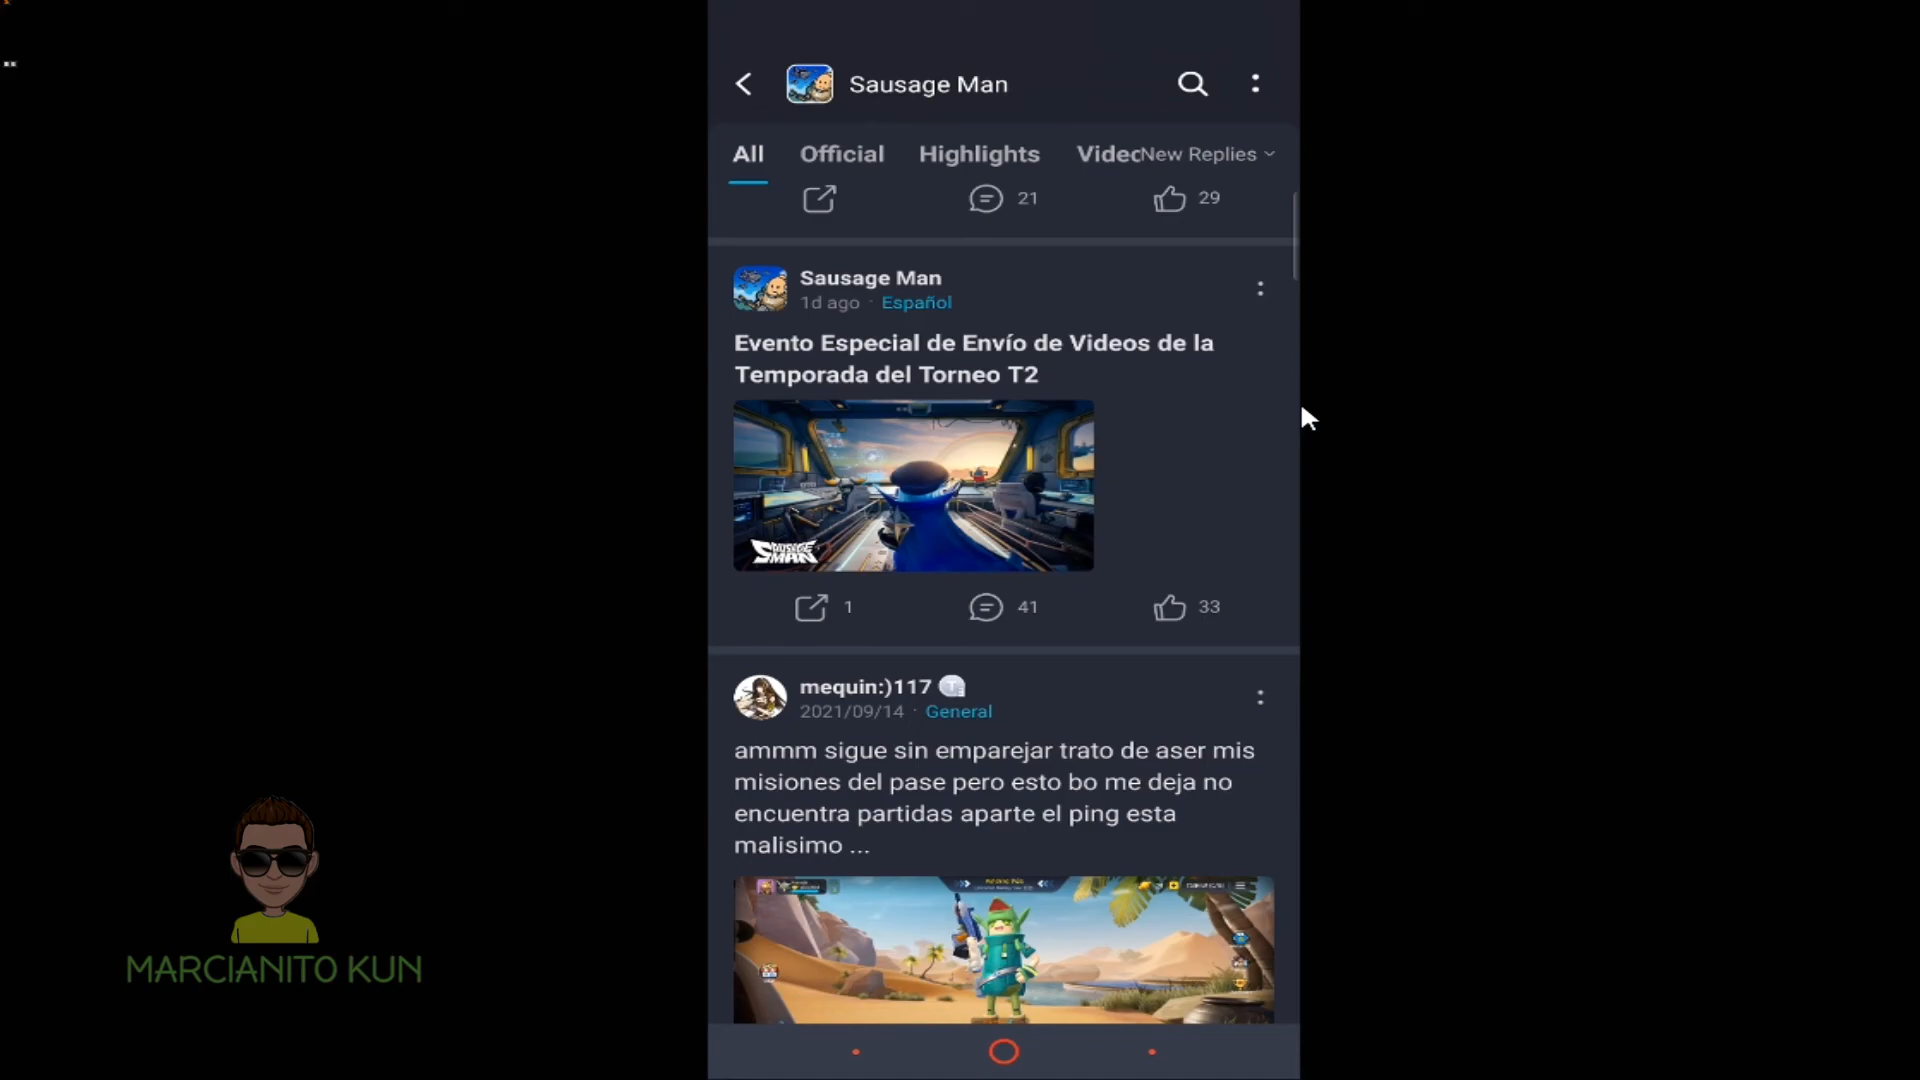 Sausage Man
All Official Highlights Videc New Replies
21 29
Sausage Man
1d ago · Español
Evento Especial de Envío de Videos de la
Temporada del Torneo T2
SAUSAGE
MAN
1 41 33
mequin:)117
2021/09/14 · General
ammm sigue sin emparejar trato de aser mis
misiones del pase pero esto bo me deja no
encuentra partidas aparte el ping esta
malisimo ...
MARCIANITO KUN